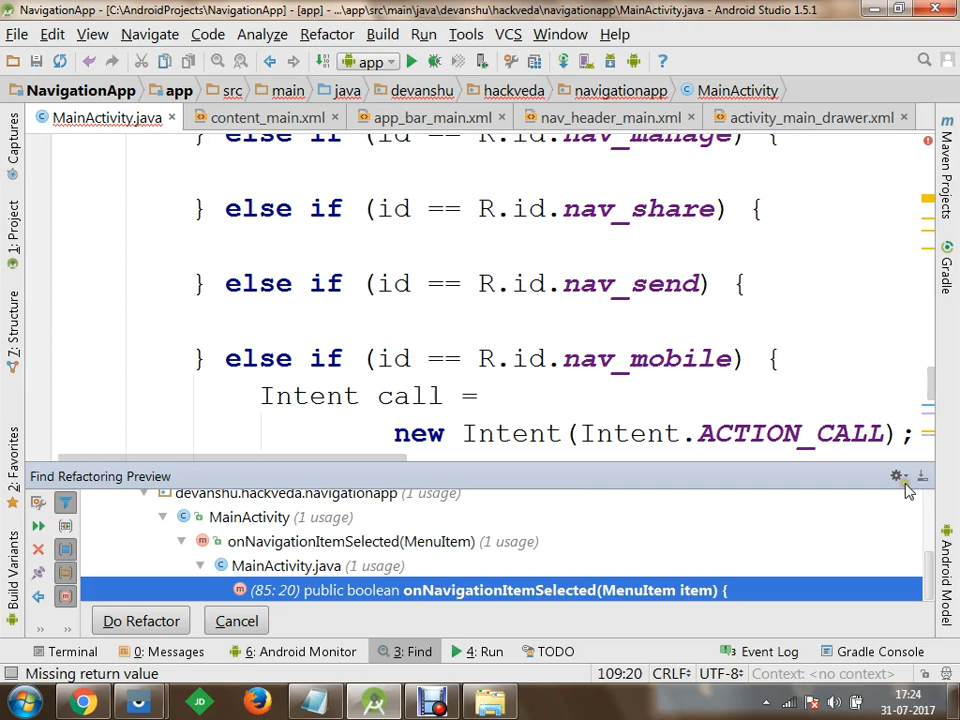 NavigationApp - [C:\AndroidProjects\NavigationApp] - [app] - ...\app\src\main\java\devanshu\hackveda\navigationapp\MainActivity.java - Android Studio 1.5.1
File Edit View Navigate Code Analyze Refactor Build Run Tools VCS Window Help
app
NavigationApp app src main java devanshu hackveda navigationapp MainActivity
MainActivity.java content_main.xml app_bar_main.xml nav_header_main.xml activity_main_drawer.xml
Captures
1: Project
7: Structure
2: Favorites
Build Variants
Maven Projects
Gradle
Android Model
} else if (id == R.id.nav_manage) {
} else if (id == R.id.nav_share) {
} else if (id == R.id.nav_send) {
} else if (id == R.id.nav_mobile) {
Intent call =
new Intent(Intent.ACTION_CALL);
Find Refactoring Preview
devanshu.hackveda.navigationapp (1 usage)
MainActivity (1 usage)
onNavigationItemSelected(MenuItem) (1 usage)
MainActivity.java (1 usage)
(85: 20) public boolean onNavigationItemSelected(MenuItem item) {
Do Refactor Cancel
Terminal 0: Messages 6: Android Monitor 3: Find 4: Run TODO Event Log Gradle Console
Missing return value 109:20 CRLF UTF-8 Context: <no context>
JD
17:24
31-07-2017